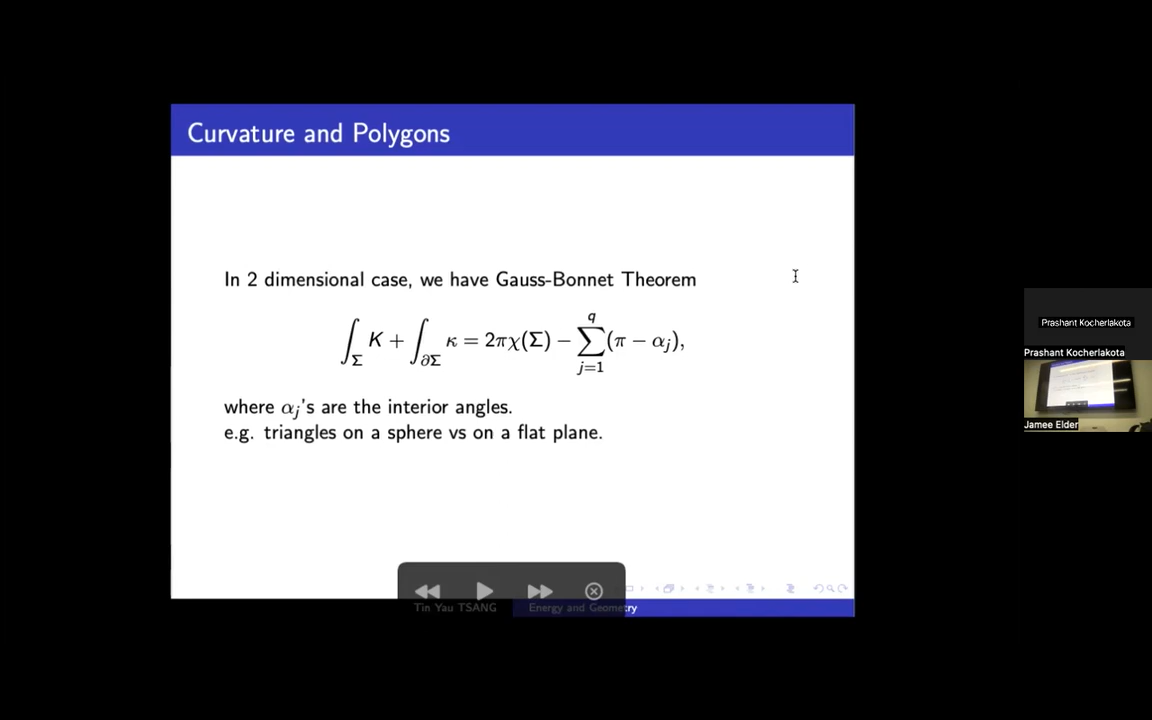 Curvature and Polygons
In 2 dimensional case, we have Gauss-Bonnet Theorem
∫_Σ K + ∫_∂Σ κ = 2πχ(Σ) − ∑_{j=1}^{q} (π − α_j),
where α_j's are the interior angles.
e.g. triangles on a sphere vs on a flat plane.
Tin Yau TSANG
Energy and Geometry
Prashant Kocherlakota
Prashant Kocherlakota
Jamee Elder